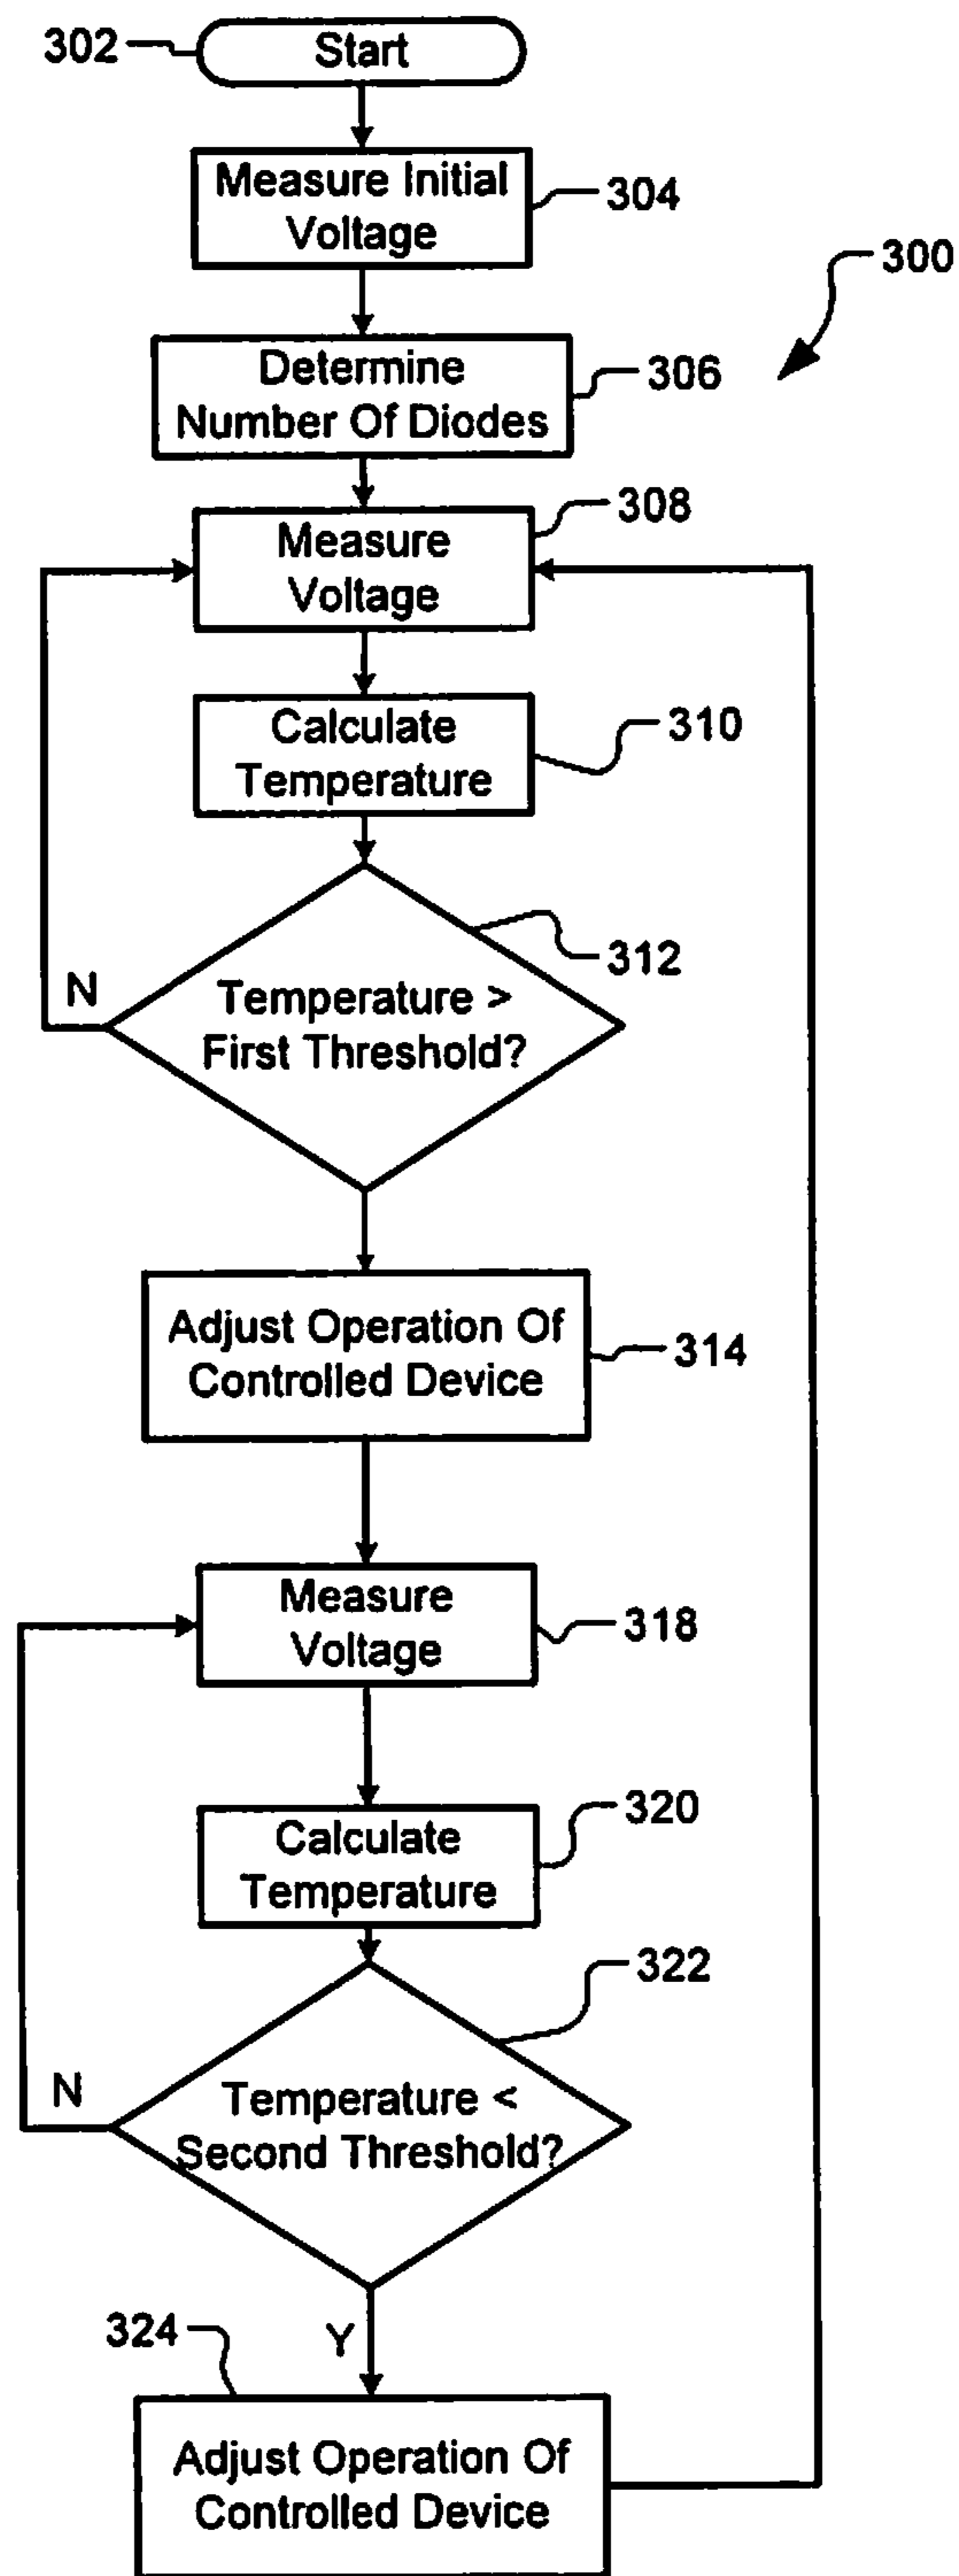 302
Start
Measure Initial
Voltage
304
300
Determine
Number Of Diodes
306
308
Measure
Voltage
Calculate
Temperature
310
312
N
Temperature >
First Threshold?
Adjust Operation Of
Controlled Device
314
Measure
Voltage
318
Calculate
Temperature
320
322
N
Temperature <
Second Threshold?
Y
324
Adjust Operation Of
Controlled Device